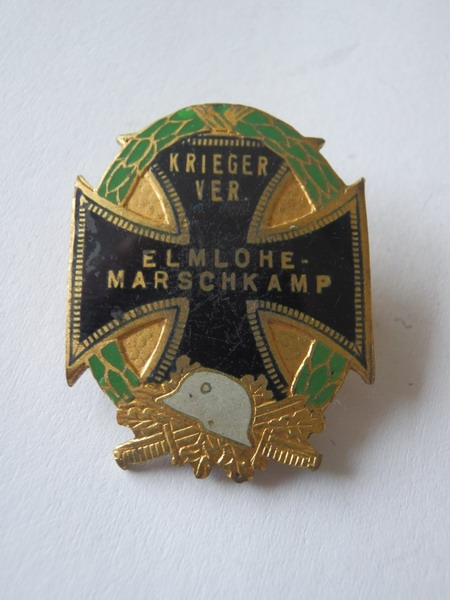 KRIEGER
VER.
ELMLOHE-
MARSCHKAMP